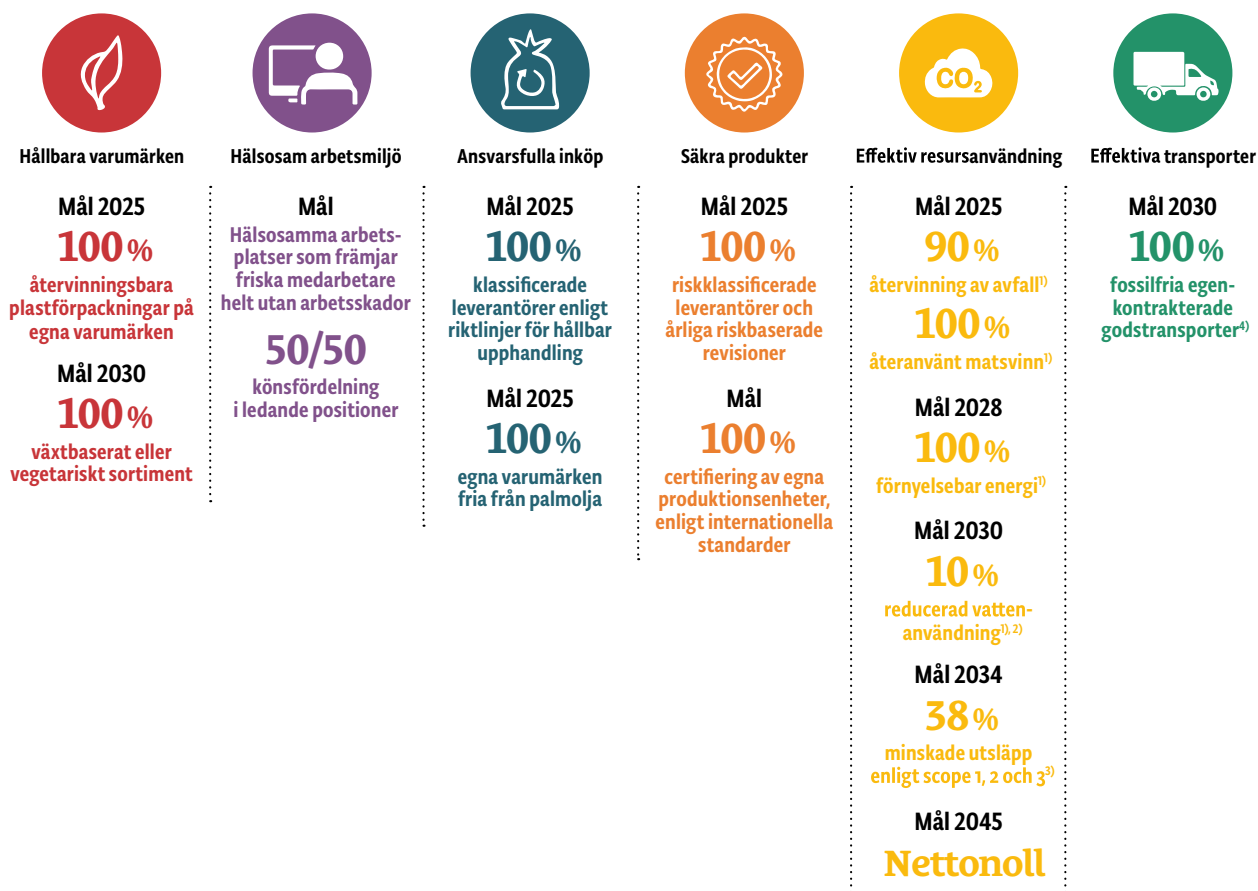 Hållbara varumärken
Mål 2025
100 %
återvinningsbara
plastförpackningar på
egna varumärken
Mål 2030
100 %
växtbaserat eller
vegetariskt sortiment
Hälsosam arbetsmiljö
Mål
Hälsosamma arbets-
platser som främjar
friska medarbetare
helt utan arbetsskador
50/50
könsfördelning
i ledande positioner
Ansvarsfulla inköp
Mål 2025
100 %
klassificerade
leverantörer enligt
riktlinjer för hållbar
upphandling
Mål 2025
100 %
egna varumärken
fria från palmolja
Säkra produkter
Mål 2025
100 %
riskklassificerade
leverantörer och
årliga riskbaserade
revisioner
Mål
100 %
certifiering av egna
produktionsenheter,
enligt internationella
standarder
CO₂
Effektiv resursanvändning
Mål 2025
90 %
återvinning av avfall¹⁾
100 %
återanvänt matsvinn¹⁾
Mål 2028
100 %
förnyelsebar energi¹⁾
Mål 2030
10 %
reducerad vatten-
användning¹⁾, ²⁾
Mål 2034
38 %
minskade utsläpp
enligt scope 1, 2 och 3³⁾
Mål 2045
Nettonoll
Effektiva transporter
Mål 2030
100 %
fossilfria egen-
kontrakterade
godstransporter⁴⁾